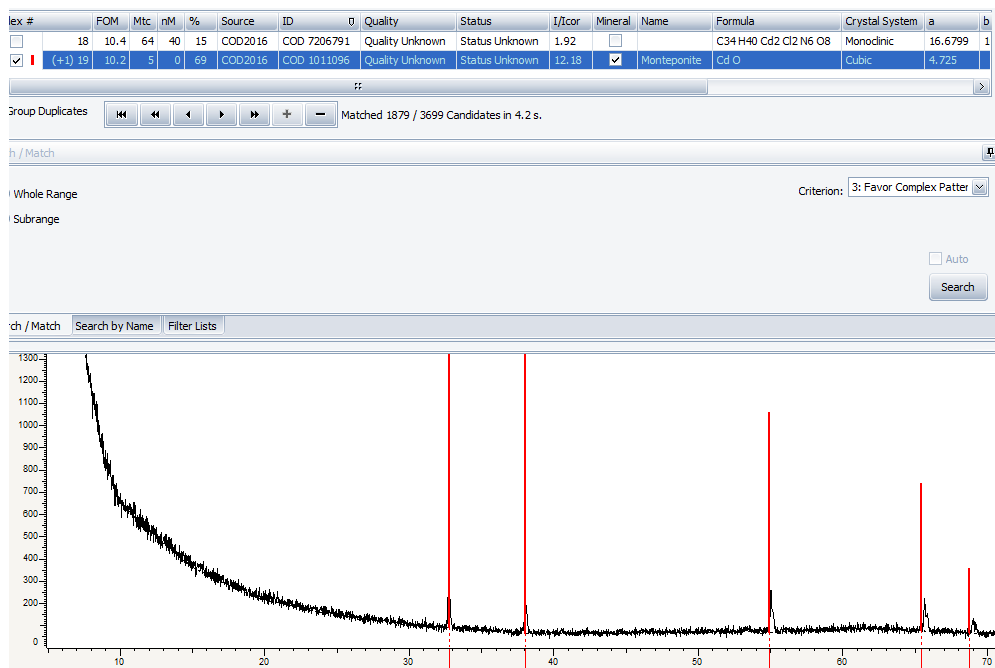 lex # FOM Mtc nM % Source ID Quality Status I/Icor Mineral Name Formula Crystal System a b
18 10.4 64 40 15 COD2016 COD 7206791 Quality Unknown Status Unknown 1.92 C34 H40 Cd2 Cl2 N6 O8 Monoclinic 16.6799 1
(+1) 19 10.2 5 0 69 COD2016 COD 1011096 Quality Unknown Status Unknown 12.18 Monteponite Cd O Cubic 4.725
Group Duplicates Matched 1879 / 3699 Candidates in 4.2 s.
h / Match
Whole Range
Criterion: 3: Favor Complex Patter
Subrange
Auto
Search
rch / Match Search by Name Filter Lists
1300
1200
1100
1000
900
800
700
600
500
400
300
200
0
10 20 30 40 50 60 70